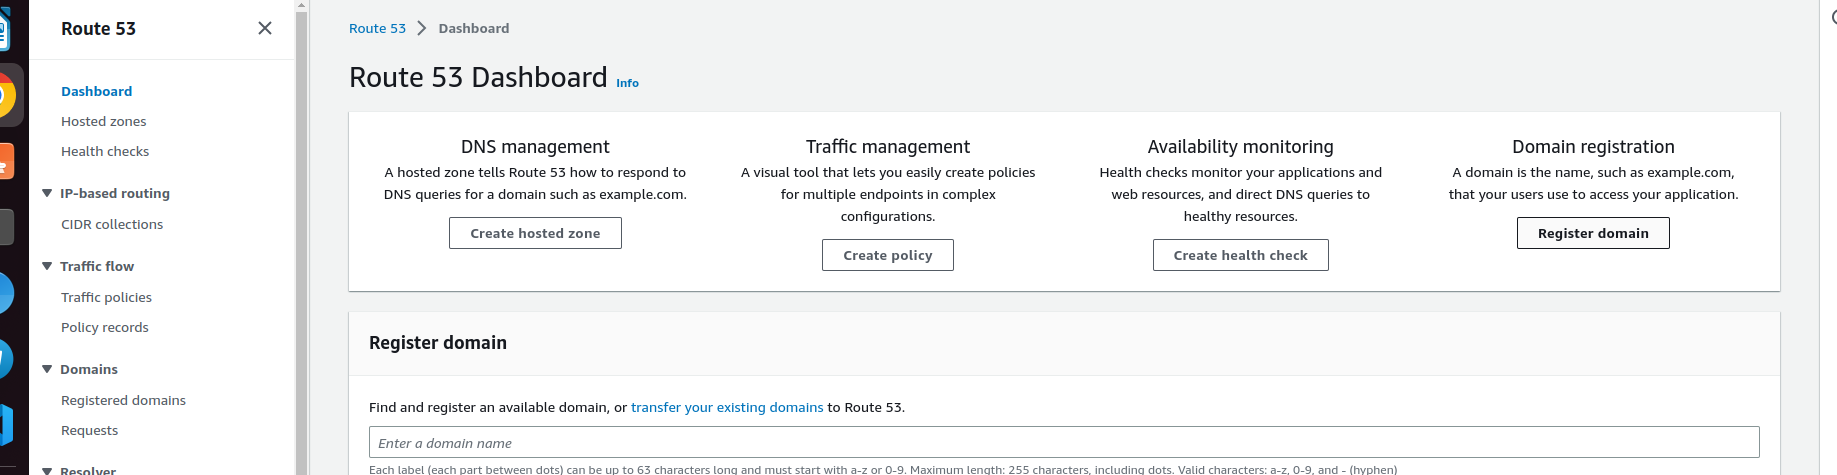 Route 53
Dashboard
Hosted zones
Health checks
IP-based routing
CIDR collections
Traffic flow
Traffic policies
Policy records
Domains
Registered domains
Requests
Resolver
Route 53 > Dashboard
Route 53 Dashboard Info
DNS management
A hosted zone tells Route 53 how to respond to
DNS queries for a domain such as example.com.
Create hosted zone
Traffic management
A visual tool that lets you easily create policies
for multiple endpoints in complex
configurations.
Create policy
Availability monitoring
Health checks monitor your applications and
web resources, and direct DNS queries to
healthy resources.
Create health check
Domain registration
A domain is the name, such as example.com,
that your users use to access your application.
Register domain
Register domain
Find and register an available domain, or transfer your existing domains to Route 53.
Enter a domain name
Each label (each part between dots) can be up to 63 characters long and must start with a-z or 0-9. Maximum length: 255 characters, including dots. Valid characters: a-z, 0-9, and - (hyphen)